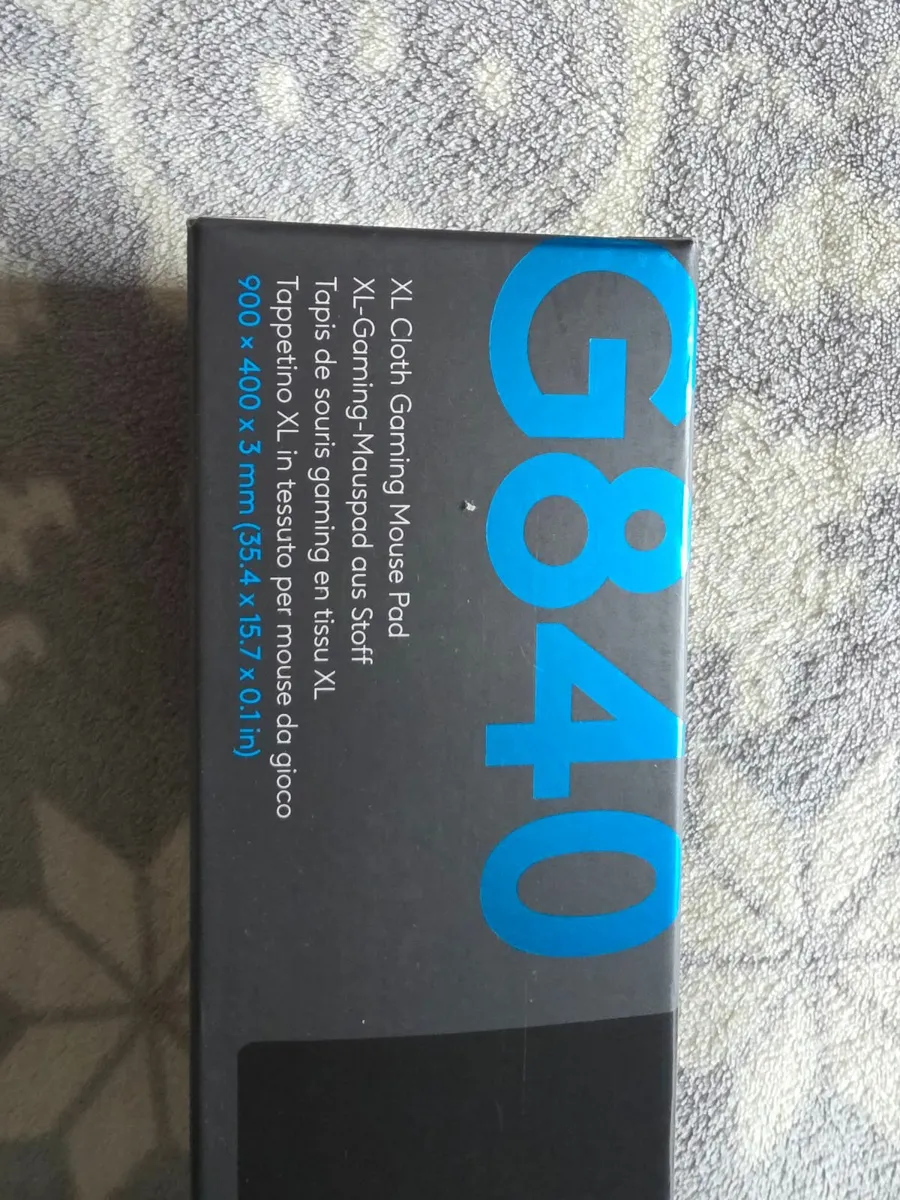 G840
XL Cloth Gaming Mouse Pad
XL-Gaming-Mauspad aus Stoff
Tapis de souris gaming en tissu XL
Tappetino XL in tessuto per mouse da gioco
900 x 400 x 3 mm (35.4 x 15.7 x 0.1 in)